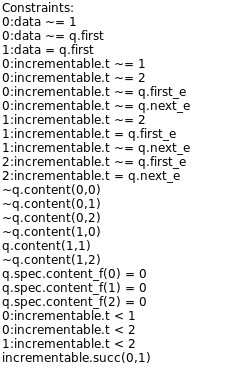 Constraints:
0:data ~= 1
0:data ~= q.first
1:data = q.first
0:incrementable.t ~= 1
0:incrementable.t ~= 2
0:incrementable.t ~= q.first_e
0:incrementable.t ~= q.next_e
1:incrementable.t ~= 2
1:incrementable.t = q.first_e
1:incrementable.t ~= q.next_e
2:incrementable.t ~= q.first_e
2:incrementable.t = q.next_e
~q.content(0,0)
~q.content(0,1)
~q.content(0,2)
~q.content(1,0)
q.content(1,1)
~q.content(1,2)
q.spec.content_f(0) = 0
q.spec.content_f(1) = 0
q.spec.content_f(2) = 0
0:incrementable.t < 1
0:incrementable.t < 2
1:incrementable.t < 2
incrementable.succ(0,1)